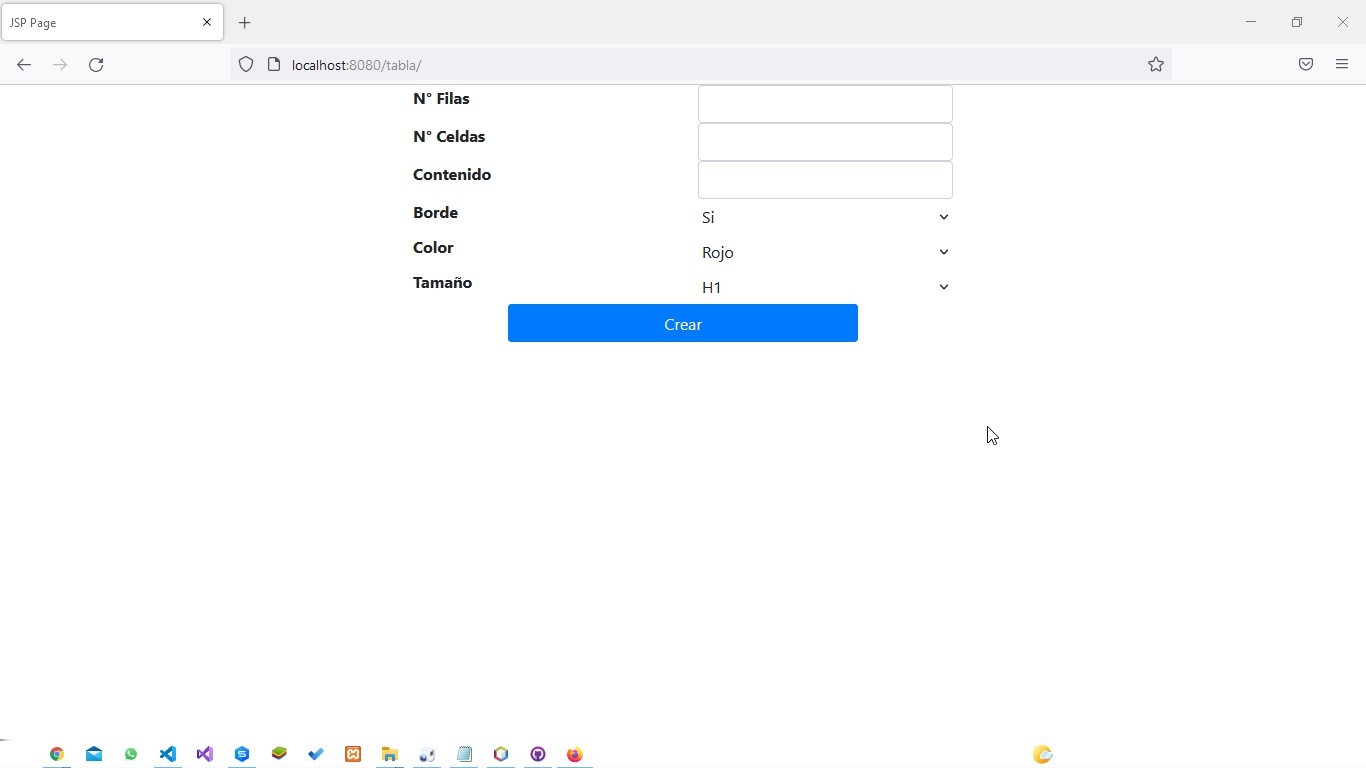 JSP Page
localhost:8080/tabla/
N° Filas
N° Celdas
Contenido
Borde Si
Color Rojo
Tamaño H1
Crear